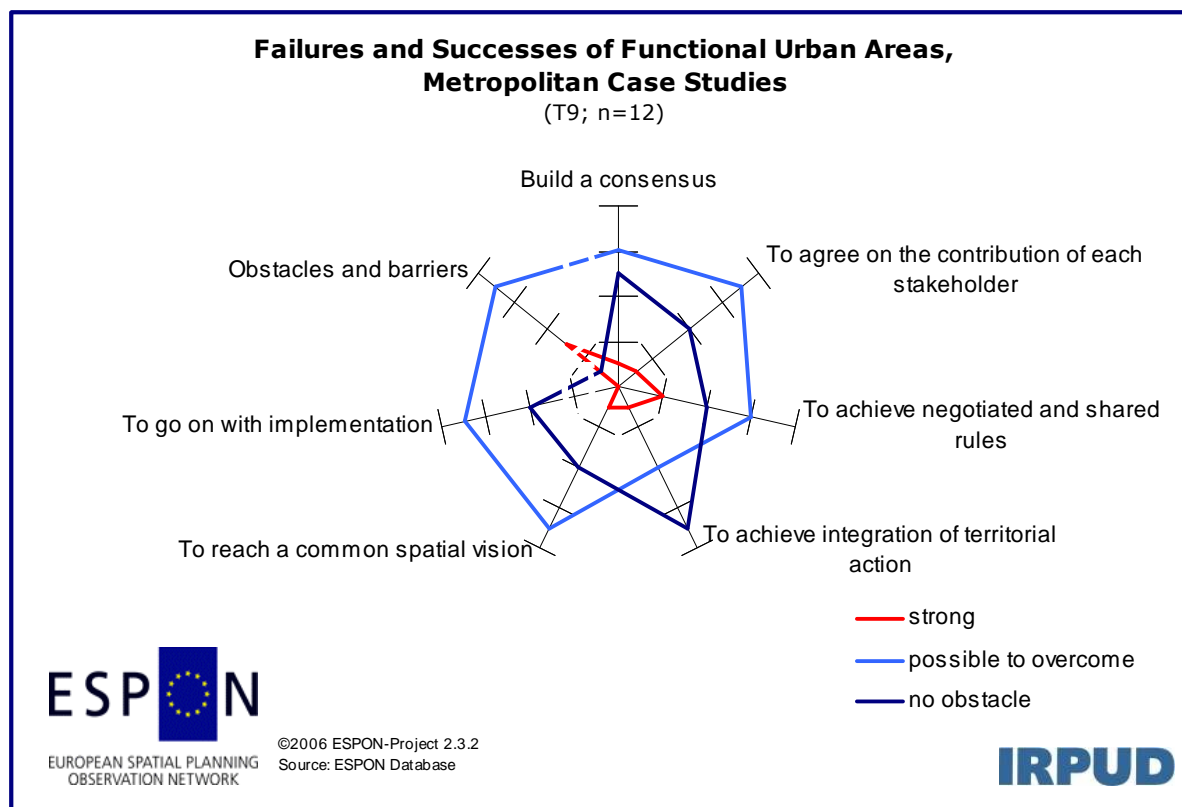 Failures and Successes of Functional Urban Areas,
Metropolitan Case Studies
(T9; n=12)
Build a consensus
To agree on the contribution of each
stakeholder
Obstacles and barriers
To achieve negotiated and shared
rules
To go on with implementation
To achieve integration of territorial
action
To reach a common spatial vision
strong
possible to overcome
no obstacle
ESPON
EUROPEAN SPATIAL PLANNING
OBSERVATION NETWORK
©2006 ESPON-Project 2.3.2
Source: ESPON Database
IRPUD